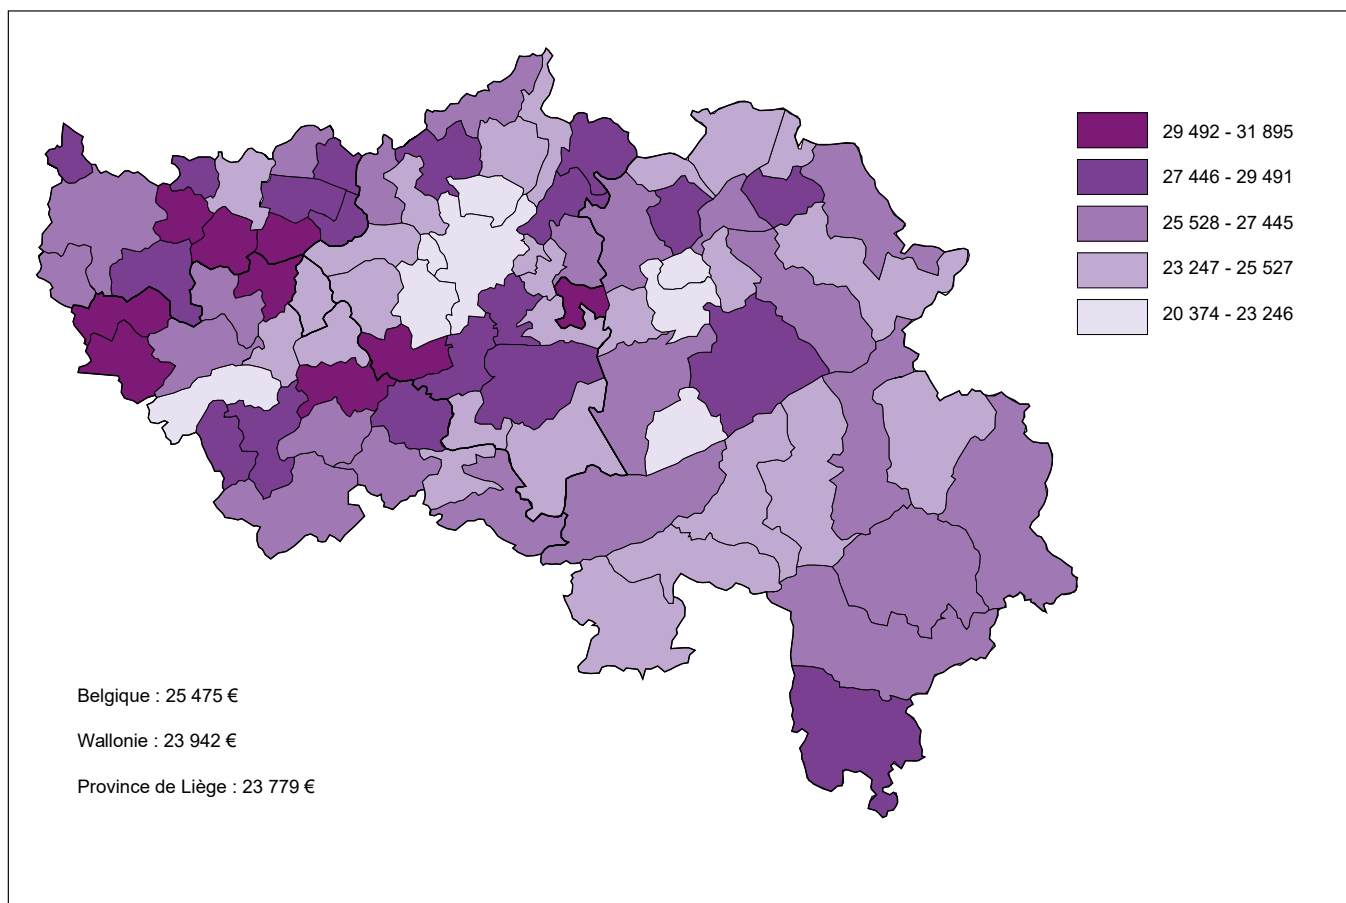 29 492 - 31 895
27 446 - 29 491
25 528 - 27 445
23 247 - 25 527
20 374 - 23 246
Belgique : 25 475 €
Wallonie : 23 942 €
Province de Liège : 23 779 €